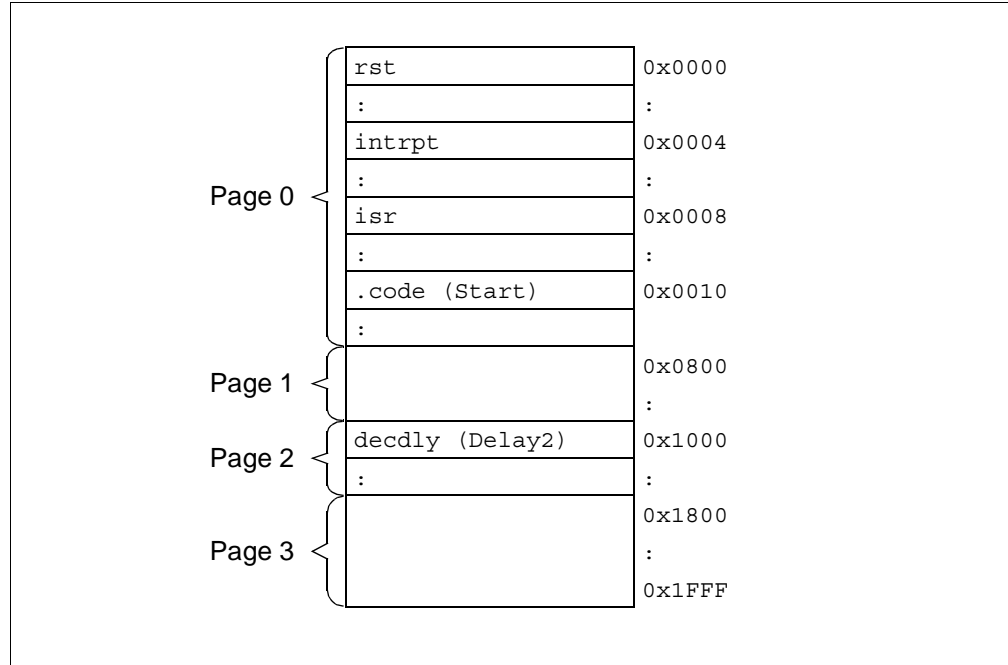 rst 0x0000
: :
intrpt 0x0004
: :
Page 0
isr 0x0008
: :
.code (Start) 0x0010
:
0x0800
Page 1
:
decdly (Delay2) 0x1000
Page 2
: :
0x1800
Page 3
:
0x1FFF